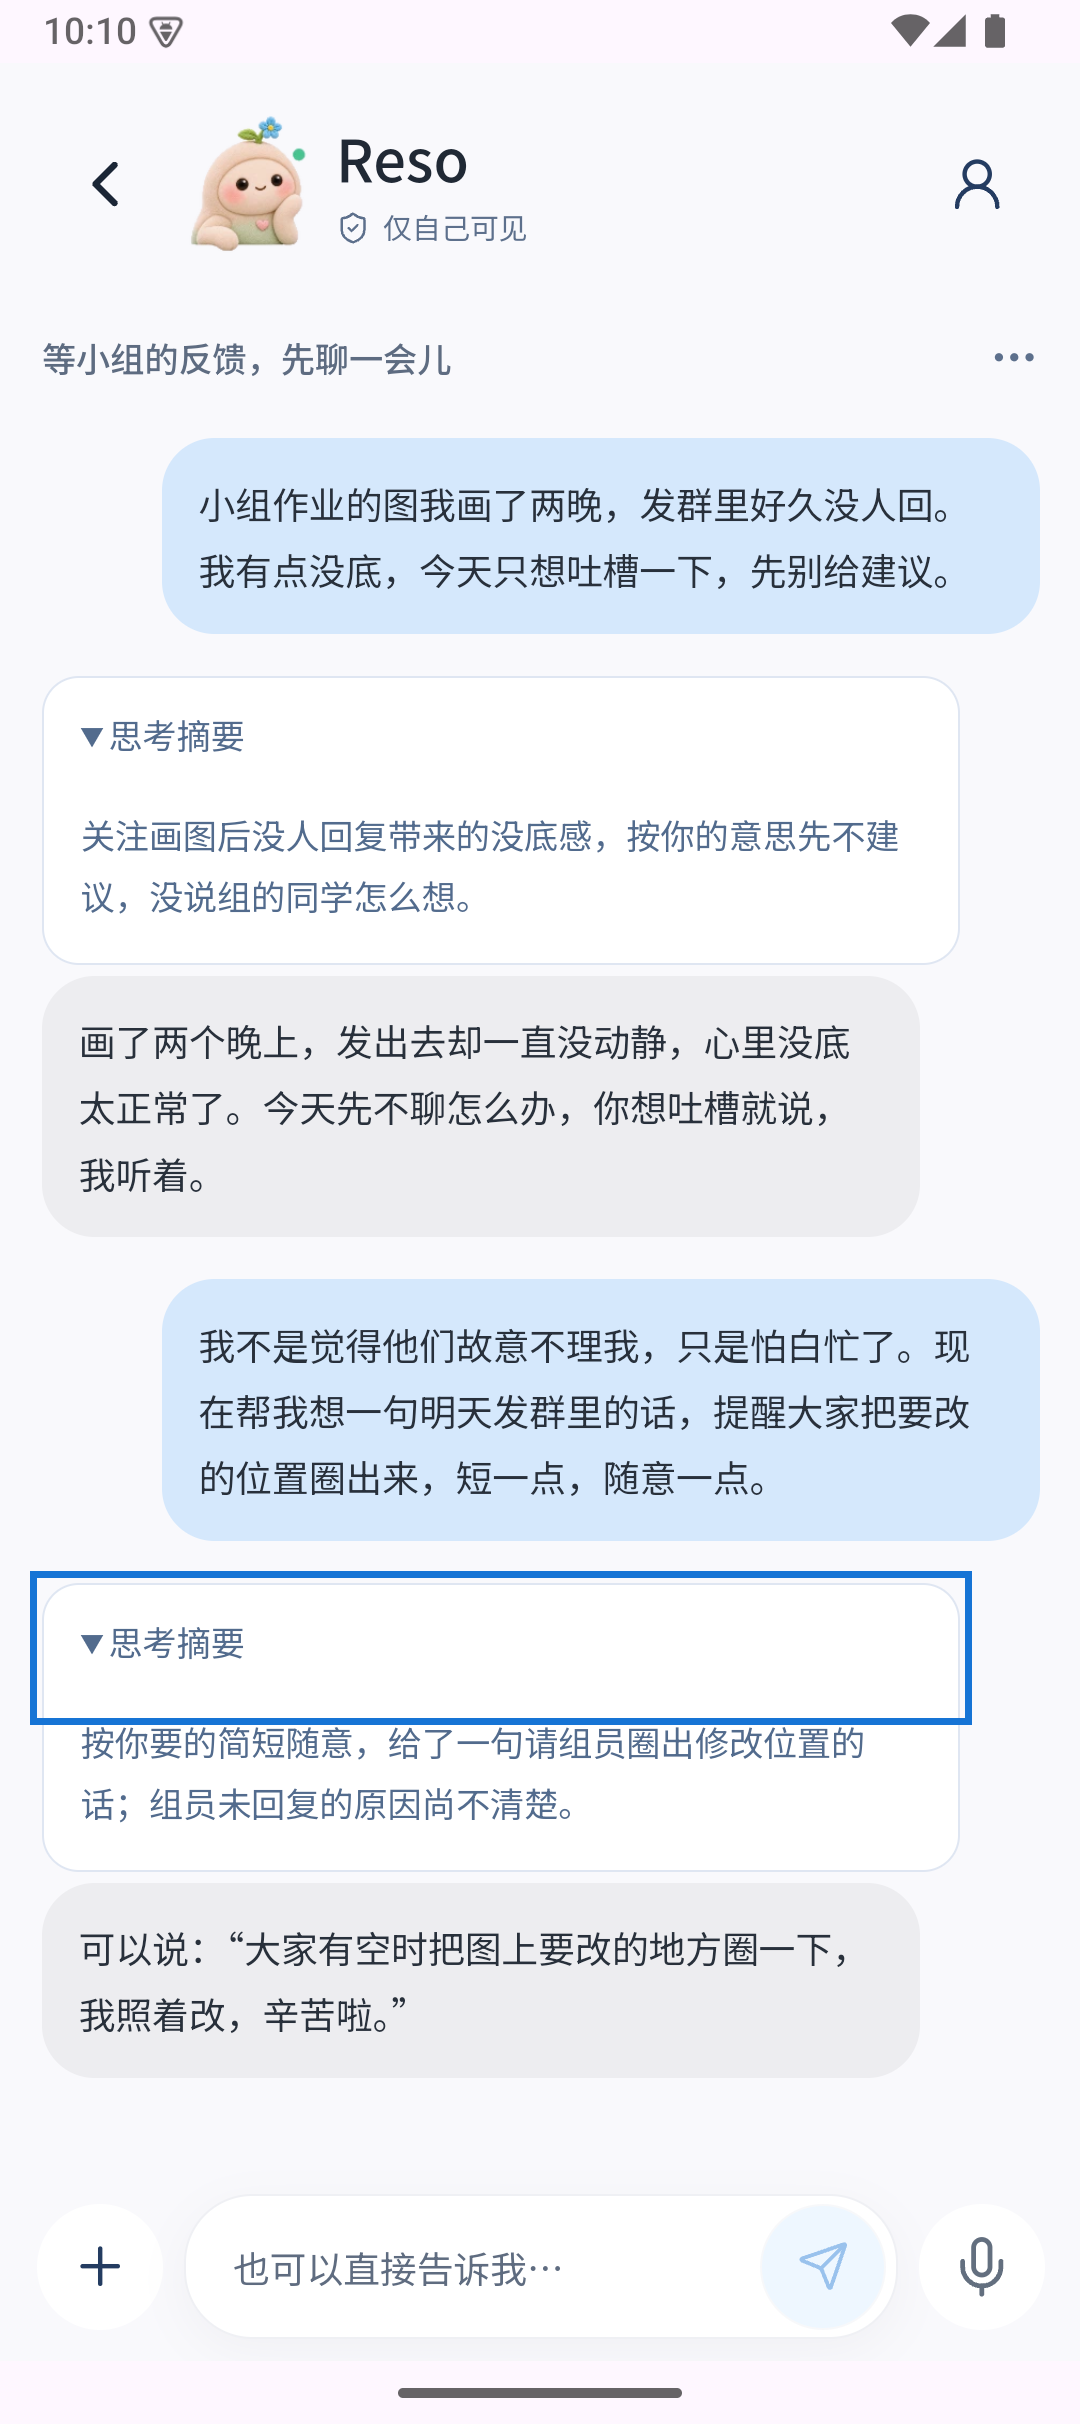 10:10
Reso
仅自己可见
等小组的反馈，先聊一会儿
小组作业的图我画了两晚，发群里好久没人回。
我有点没底，今天只想吐槽一下，先别给建议。
▼思考摘要
关注画图后没人回复带来的没底感，按你的意思先不建
议，没说组的同学怎么想。
画了两个晚上，发出去却一直没动静，心里没底
太正常了。今天先不聊怎么办，你想吐槽就说，
我听着。
我不是觉得他们故意不理我，只是怕白忙了。现
在帮我想一句明天发群里的话，提醒大家把要改
的位置圈出来，短一点，随意一点。
▼思考摘要
按你要的简短随意，给了一句请组员圈出修改位置的
话；组员未回复的原因尚不清楚。
可以说：“大家有空时把图上要改的地方圈一下，
我照着改，辛苦啦。”
也可以直接告诉我…